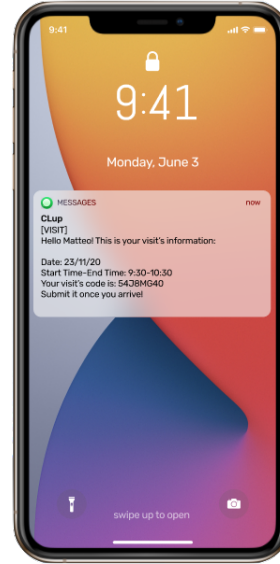 9:41
9:41
Monday, June 3
MESSAGES now
CLup
[VISIT]
Hello Matteo! This is your visit's information:
Date: 23/11/20
Start Time-End Time: 9:30-10:30
Your visit's code is: 54J8MG40
Submit it once you arrive!
swipe up to open